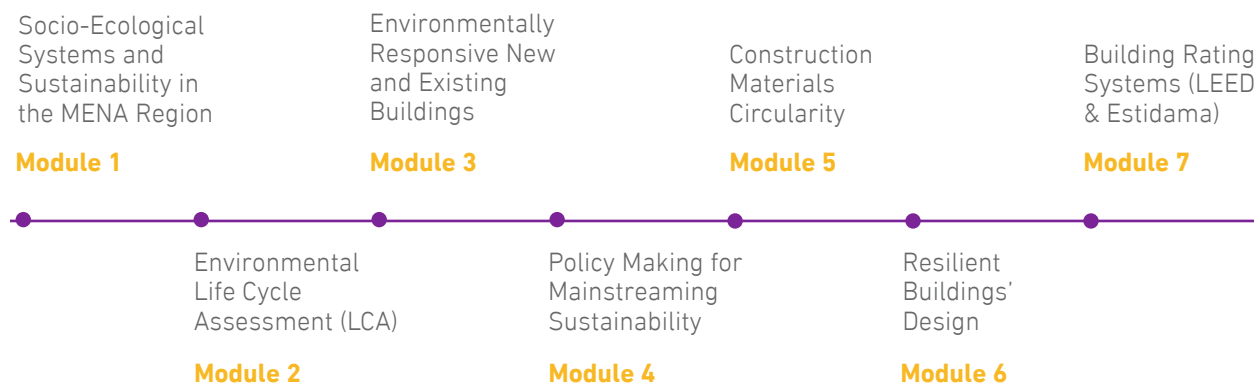 Socio-Ecological
Systems and
Sustainability in
the MENA Region
Module 1
Environmental
Life Cycle
Assessment (LCA)
Module 2
Environmentally
Responsive New
and Existing
Buildings
Module 3
Policy Making for
Mainstreaming
Sustainability
Module 4
Construction
Materials
Circularity
Module 5
Resilient
Buildings’
Design
Module 6
Building Rating
Systems (LEED
& Estidama)
Module 7